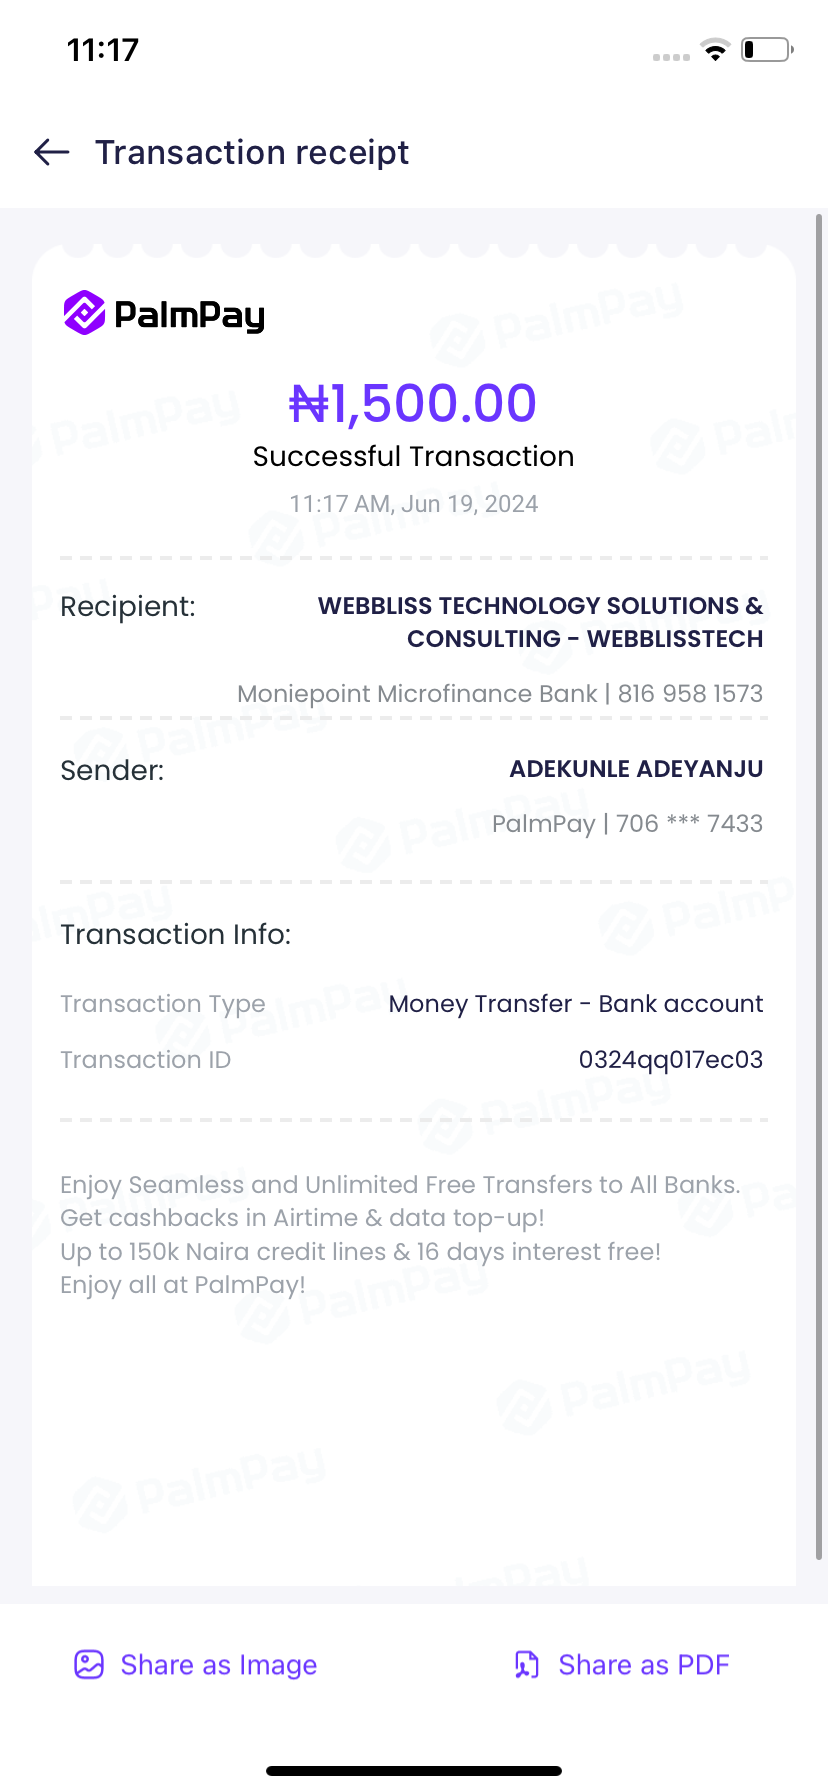 11:17
Transaction receipt
PalmPay
₦1,500.00
Successful Transaction
11:17 AM, Jun 19, 2024
Recipient:
WEBBLISS TECHNOLOGY SOLUTIONS &
CONSULTING - WEBBLISSTECH
Moniepoint Microfinance Bank | 816 958 1573
Sender:
ADEKUNLE ADEYANJU
PalmPay | 706 *** 7433
Transaction Info:
Transaction Type Money Transfer - Bank account
Transaction ID 0324qq017ec03
Enjoy Seamless and Unlimited Free Transfers to All Banks.
Get cashbacks in Airtime & data top-up!
Up to 150k Naira credit lines & 16 days interest free!
Enjoy all at PalmPay!
Share as Image Share as PDF